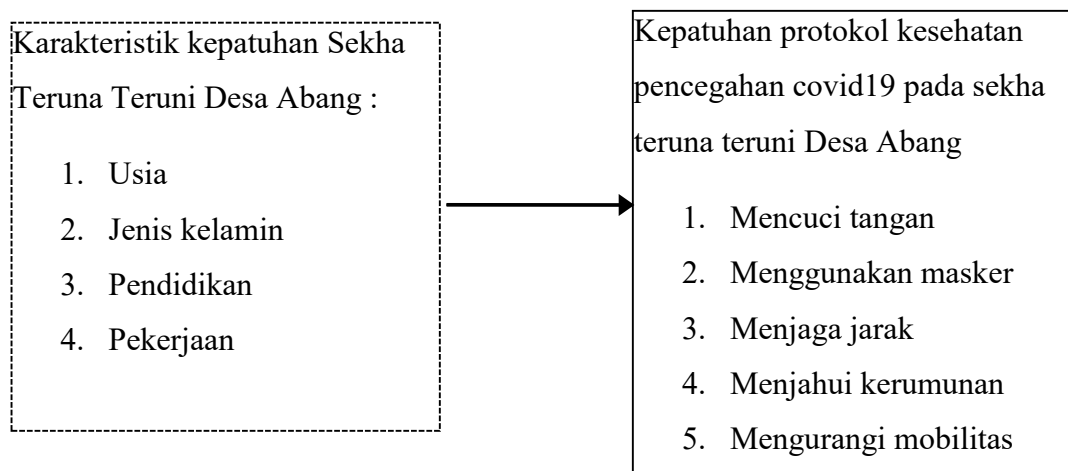 Karakteristik kepatuhan Sekha
Teruna Teruni Desa Abang :
1. Usia
2. Jenis kelamin
3. Pendidikan
4. Pekerjaan
Kepatuhan protokol kesehatan
pencegahan covid19 pada sekha
teruna teruni Desa Abang
1. Mencuci tangan
2. Menggunakan masker
3. Menjaga jarak
4. Menjahui kerumunan
5. Mengurangi mobilitas